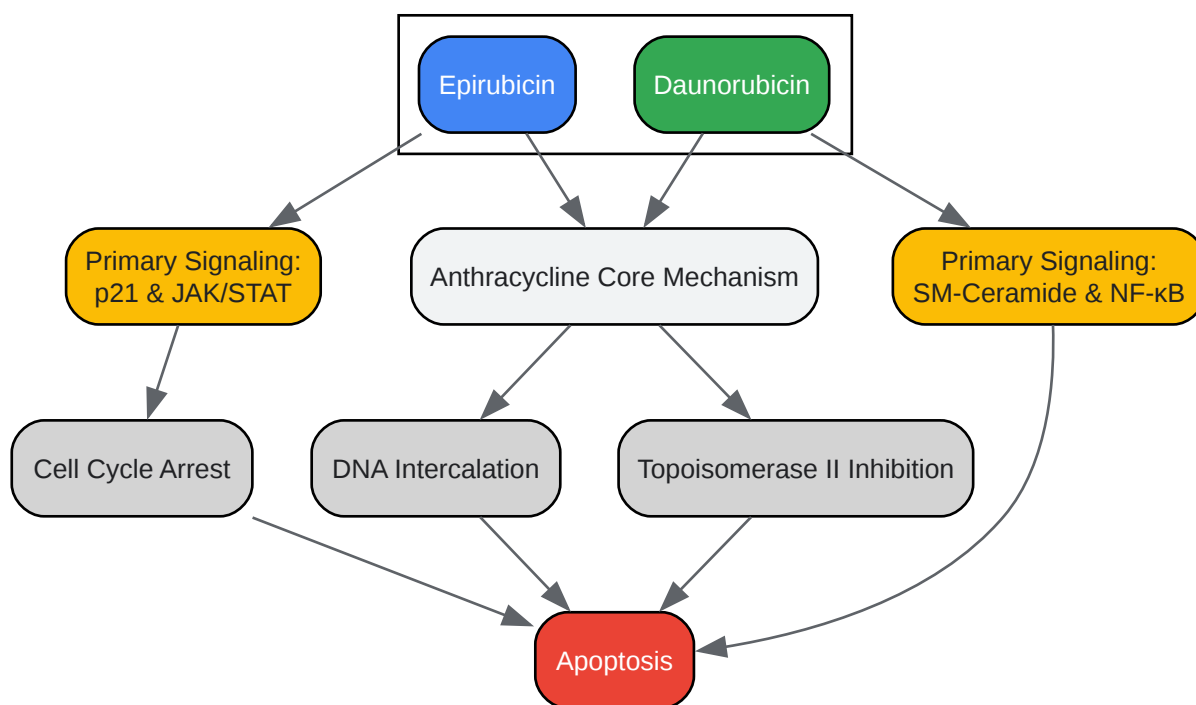 Epirubicin
Daunorubicin
Primary Signaling:
p21 & JAK/STAT
Anthracycline Core Mechanism
Primary Signaling:
SM-Ceramide & NF-κB
Cell Cycle Arrest
DNA Intercalation
Topoisomerase II Inhibition
Apoptosis